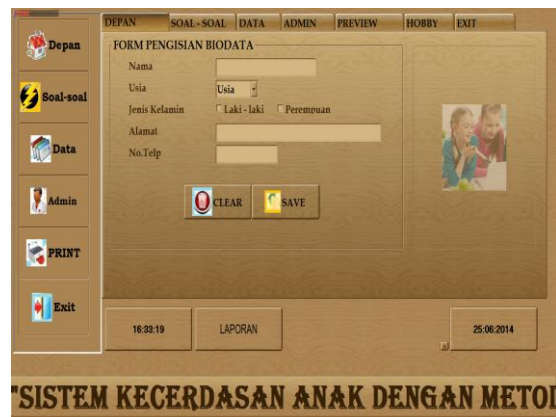 DEPAN SOAL - SOAL DATA ADMIN PREVIEW HOBBY EXIT
Depan
Soal-soal
Data
Admin
PRINT
Exit
FORM PENGISIAN BIODATA
Nama
Usia Usia
Jenis Kelamin Laki - laki Perempuan
Alamat
No.Telp
CLEAR SAVE
16:33:19 LAPORAN 25:06:2014
"SISTEM KECERDASAN ANAK DENGAN